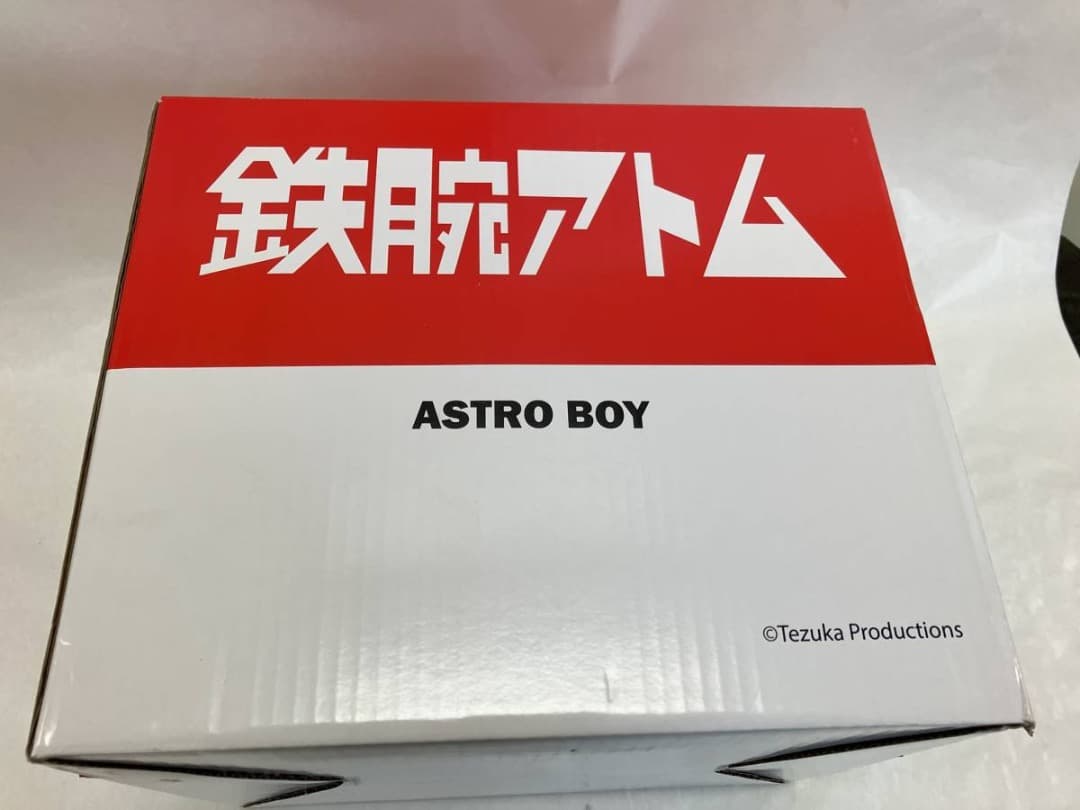 鉄腕アトム
ASTRO BOY
©Tezuka Productions